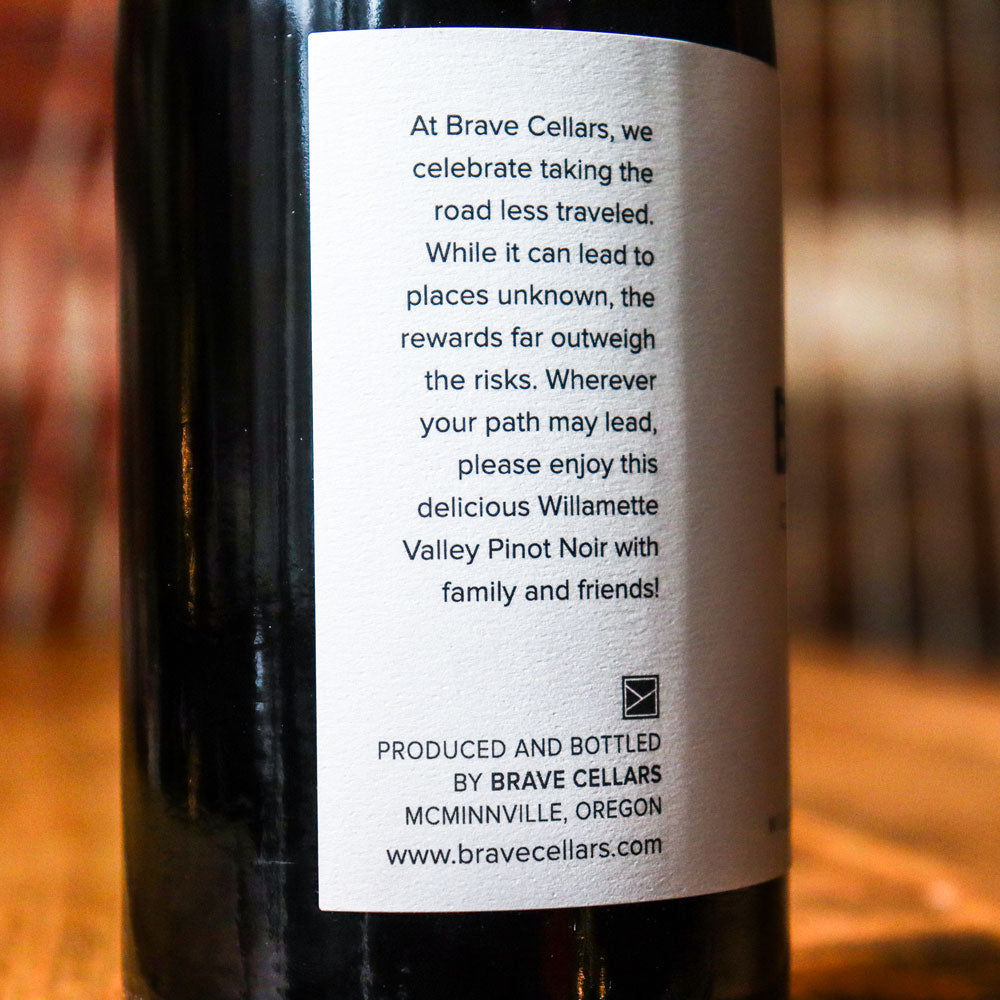 At Brave Cellars, we
celebrate taking the
road less traveled.
While it can lead to
places unknown, the
rewards far outweigh
the risks. Wherever
your path may lead,
please enjoy this
delicious Willamette
Valley Pinot Noir with
family and friends!
PRODUCED AND BOTTLED
BY BRAVE CELLARS
MCMINNVILLE, OREGON
www.bravecellars.com